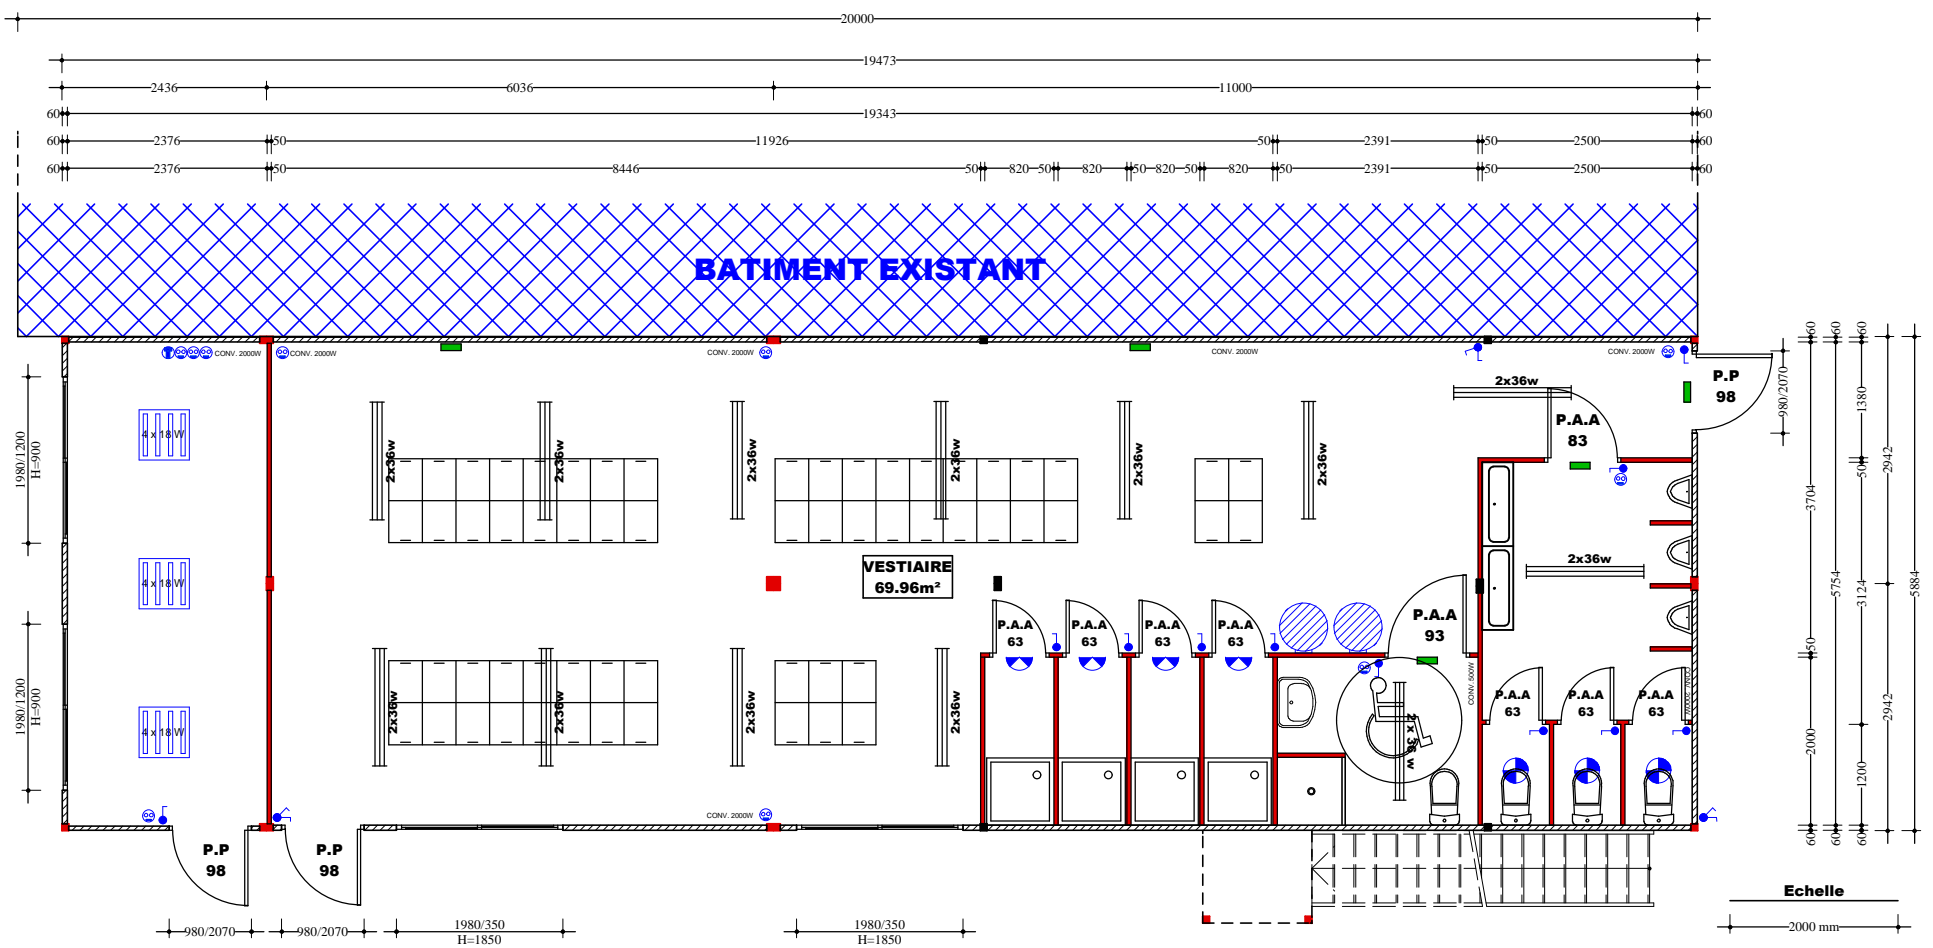 20000
19473
2436 6036 11000
60 19343 60
60 2376 50 11926 50 2391 50 2500 60
60 2376 50 8446 50 820 50 820 50 820 50 820 50 2391 50 2500 60
BATIMENT EXISTANT
CONV. 2000W
CONV. 2000W
CONV. 2000W
CONV. 2000W
CONV. 2000W
P.P
98
980/2070
2x36w
P.A.A
83
4 x 18 W
4 x 18 W
4 x 18 W
2x36w
2x36w
2x36w
2x36w
2x36w
2x36w
1980/1200
H=900
1980/1200
H=900
VESTIAIRE
69.96m²
2x36w
P.A.A
63
P.A.A
63
P.A.A
63
P.A.A
63
P.A.A
93
CONV. 500W
CONV. 2000W
2x36w
2x36w
2x36w
2x36w
2 x 36 w
P.A.A
63
P.A.A
63
P.A.A
63
CONV. 2000W
P.P
98
P.P
98
980/2070
980/2070
1980/350
H=1850
1980/350
H=1850
60 3704 50 2000 60
60 5754 60
60 1380 50 3124 1200 60
2942 2942
5884
Echelle
2000 mm